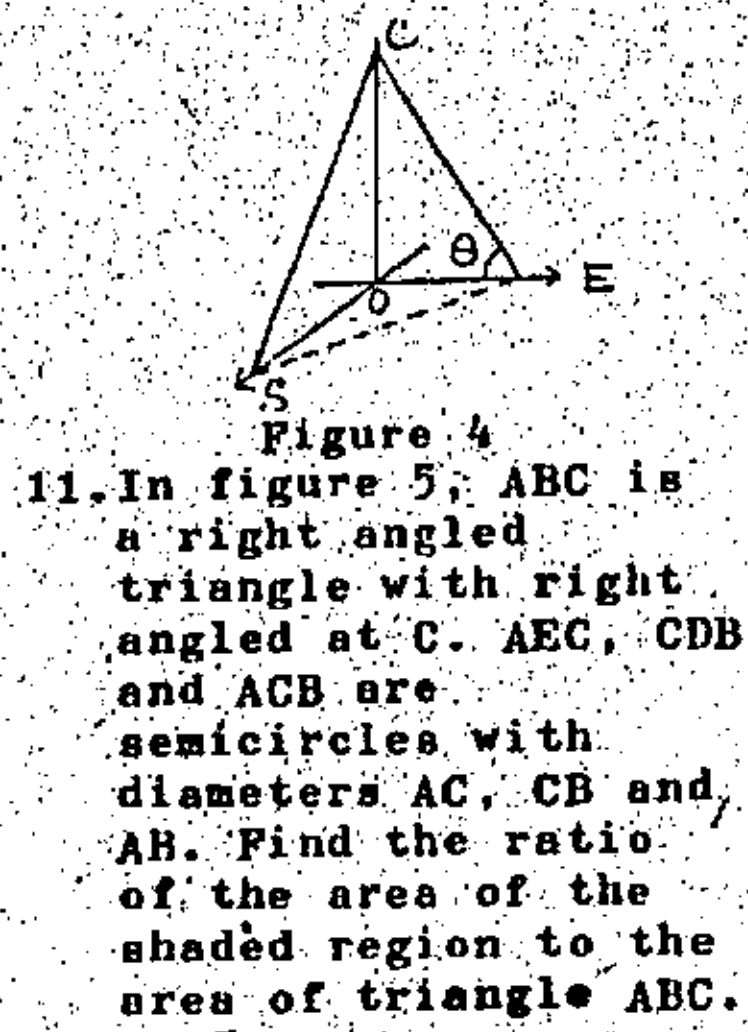 C
θ
E
O
S
Figure 4
11. In figure 5, ABC is
a right angled
triangle with right
angled at C. AEC, CDB
and ACB are
semicircles with
diameters AC, CB and
AB. Find the ratio
of the area of the
shaded region to the
area of triangle ABC.